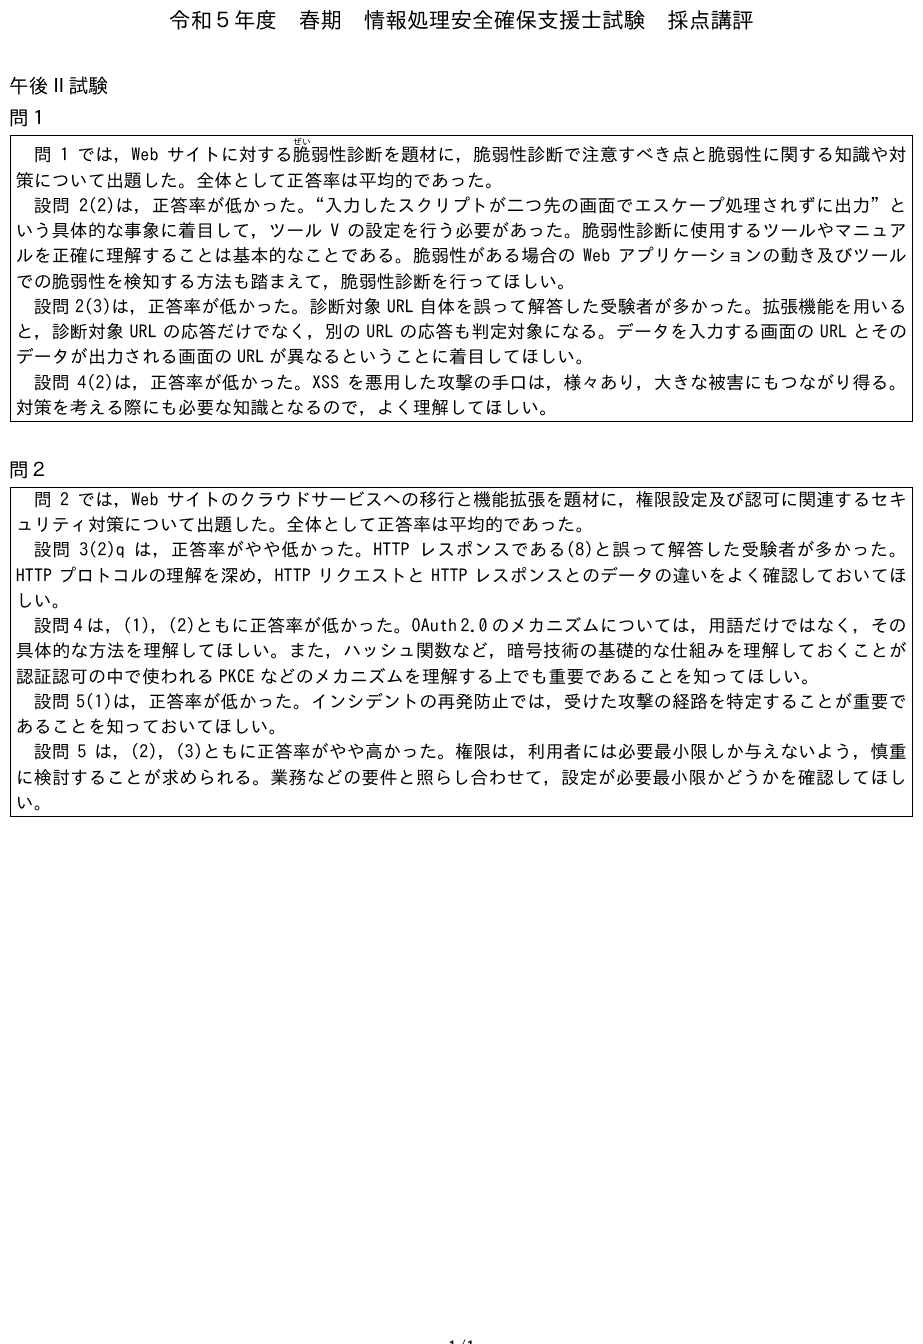 令和５年度　春期　情報処理安全確保支援士試験　採点講評
午後Ⅱ試験
問１
ぜい
問 1 では，Web サイトに対する脆弱性診断を題材に，脆弱性診断で注意すべき点と脆弱性に関する知識や対
策について出題した。全体として正答率は平均的であった。
設問 2(2)は，正答率が低かった。“入力したスクリプトが二つ先の画面でエスケープ処理されずに出力”と
いう具体的な事象に着目して，ツール V の設定を行う必要があった。脆弱性診断に使用するツールやマニュア
ルを正確に理解することは基本的なことである。脆弱性がある場合の Web アプリケーションの動き及びツール
での脆弱性を検知する方法も踏まえて，脆弱性診断を行ってほしい。
設問 2(3)は，正答率が低かった。診断対象 URL 自体を誤って解答した受験者が多かった。拡張機能を用いる
と，診断対象 URL の応答だけでなく，別の URL の応答も判定対象になる。データを入力する画面の URL とその
データが出力される画面の URL が異なるということに着目してほしい。
設問 4(2)は，正答率が低かった。XSS を悪用した攻撃の手口は，様々あり，大きな被害にもつながり得る。
対策を考える際にも必要な知識となるので，よく理解してほしい。
問２
問 2 では，Web サイトのクラウドサービスへの移行と機能拡張を題材に，権限設定及び認可に関連するセキ
ュリティ対策について出題した。全体として正答率は平均的であった。
設問 3(2)q は，正答率がやや低かった。HTTP レスポンスである(8)と誤って解答した受験者が多かった。
HTTP プロトコルの理解を深め，HTTP リクエストと HTTP レスポンスとのデータの違いをよく確認しておいてほ
しい。
設問 4 は，(1)，(2)ともに正答率が低かった。OAuth 2.0 のメカニズムについては，用語だけではなく，その
具体的な方法を理解してほしい。また，ハッシュ関数など，暗号技術の基礎的な仕組みを理解しておくことが
認証認可の中で使われる PKCE などのメカニズムを理解する上でも重要であることを知ってほしい。
設問 5(1)は，正答率が低かった。インシデントの再発防止では，受けた攻撃の経路を特定することが重要で
あることを知っておいてほしい。
設問 5 は，(2)，(3)ともに正答率がやや高かった。権限は，利用者には必要最小限しか与えないよう，慎重
に検討することが求められる。業務などの要件と照らし合わせて，設定が必要最小限かどうかを確認してほし
い。
1/1